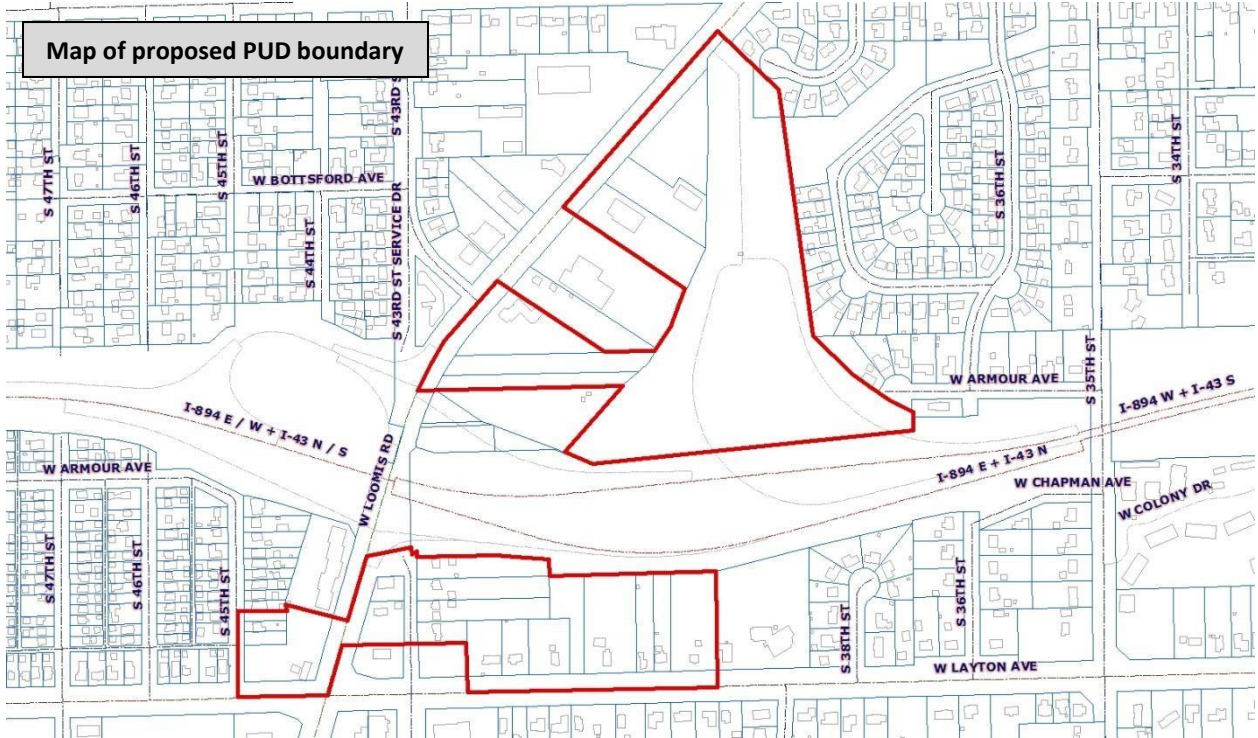 Map of proposed PUD boundary
S 43RD S
S 47TH ST
S 46TH ST
S 45TH ST
W BOTTSFORD AVE
S 44TH ST
S 43RD ST SERVICE DR
S 36TH ST
S 34TH ST
W ARMOUR AVE
S 35TH ST
I-894 W + I-43 S
I-894 E / W + I-43 N / S
W LOOMIS RD
I-894 E + I-43 N
W ARMOUR AVE
W CHAPMAN AVE
W COLONY DR
S 47TH ST
S 46TH ST
S 45TH ST
S 38TH ST
S 36TH ST
W LAYTON AVE